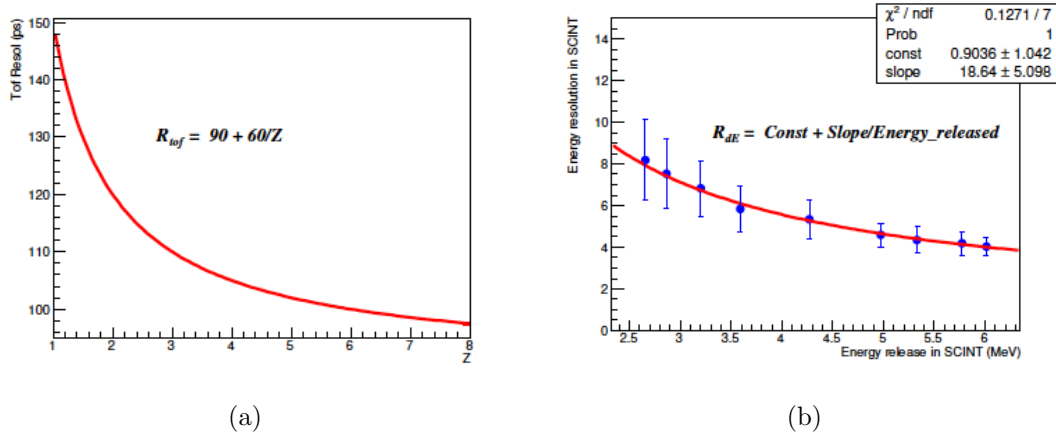 Tof Resol (ps)
150
140
130
120
110
100
R_tof = 90 + 60/Z
1 2 3 4 5 6 7 8
Z
(a)
χ² / ndf 0.1271 / 7
Prob 1
const 0.9036 ± 1.042
slope 18.64 ± 5.098
Energy resolution in SCINT
14
12
10
8
6
4
2
0
R_dE = Const + Slope/Energy_released
2.5 3 3.5 4 4.5 5 5.5 6
Energy release in SCINT (MeV)
(b)